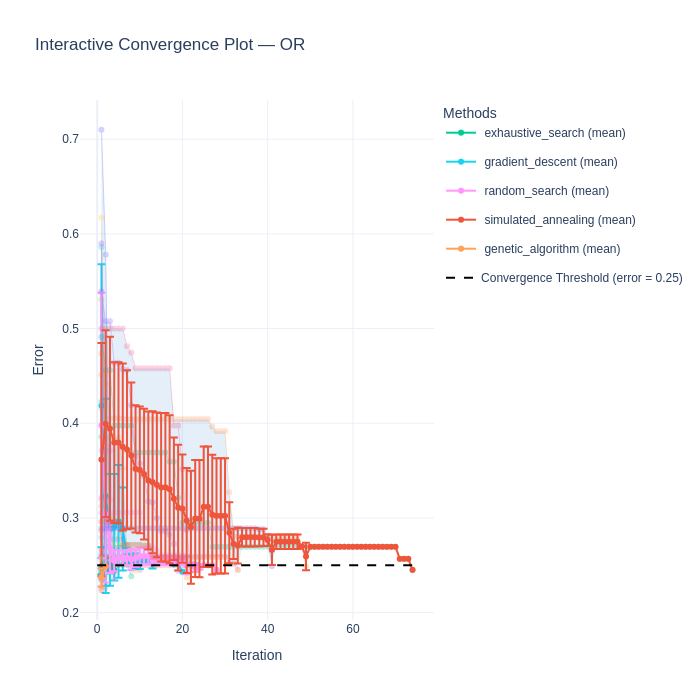 Interactive Convergence Plot — OR
Methods
exhaustive_search (mean)
gradient_descent (mean)
random_search (mean)
simulated_annealing (mean)
genetic_algorithm (mean)
Convergence Threshold (error = 0.25)
Error
0.7
0.6
0.5
0.4
0.3
0.2
0
20
40
60
Iteration